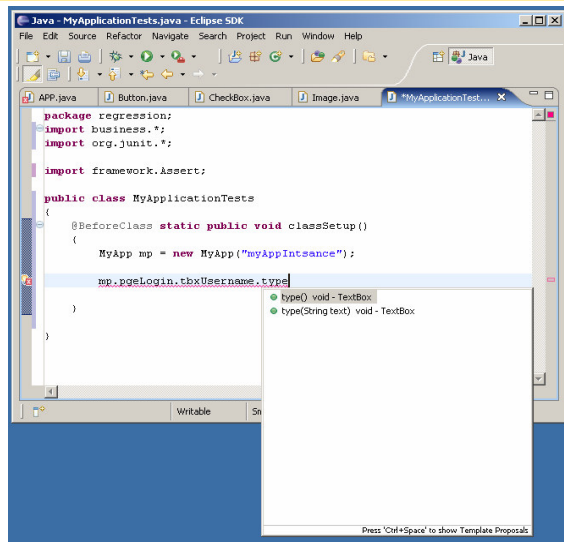 Java - MyApplicationTests.java - Eclipse SDK
File Edit Source Refactor Navigate Search Project Run Window Help
Java
APP.java Button.java CheckBox.java Image.java *MyApplicationTest... X
package regression;
import business.*;
import org.junit.*;
import framework.Assert;
public class MyApplicationTests
{
@BeforeClass static public void classSetup()
{
MyApp mp = new MyApp("myAppIntsance");
mp.pgeLogin.tbxUsername.type
}
}
type() void - TextBox
type(String text) void - TextBox
Writable Sm
Press 'Ctrl+Space' to show Template Proposals